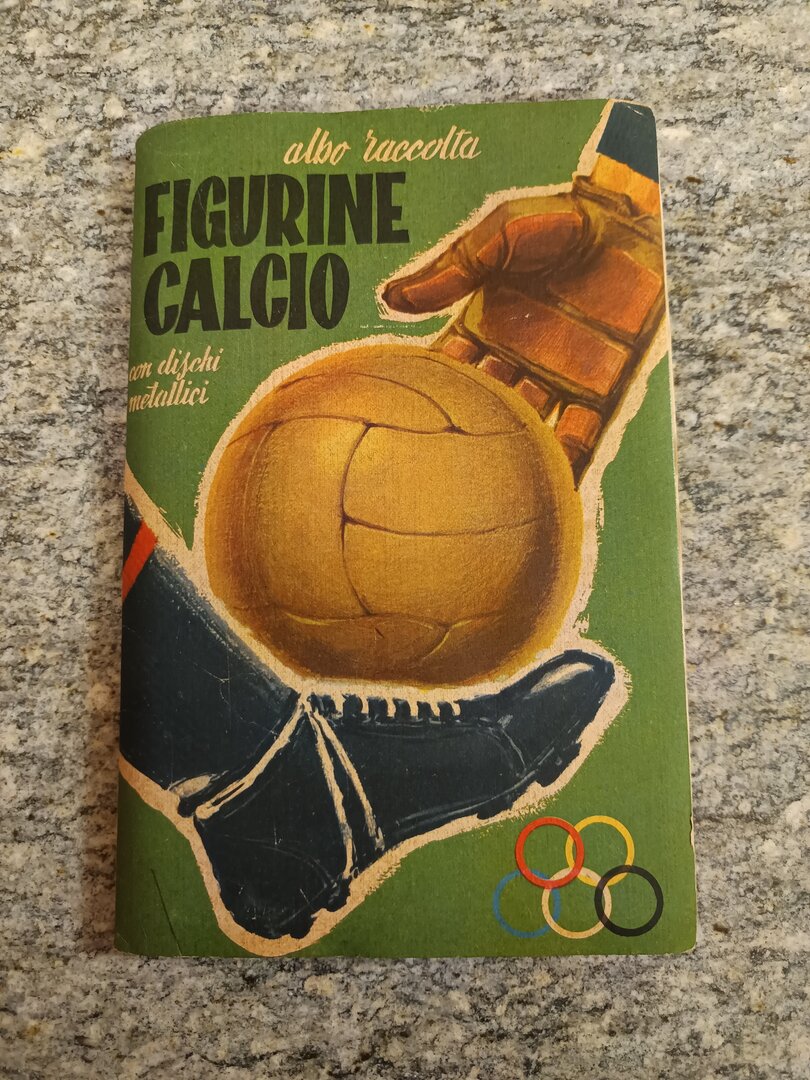 albo raccolta
FIGURINE
CALCIO
con dischi
metallici